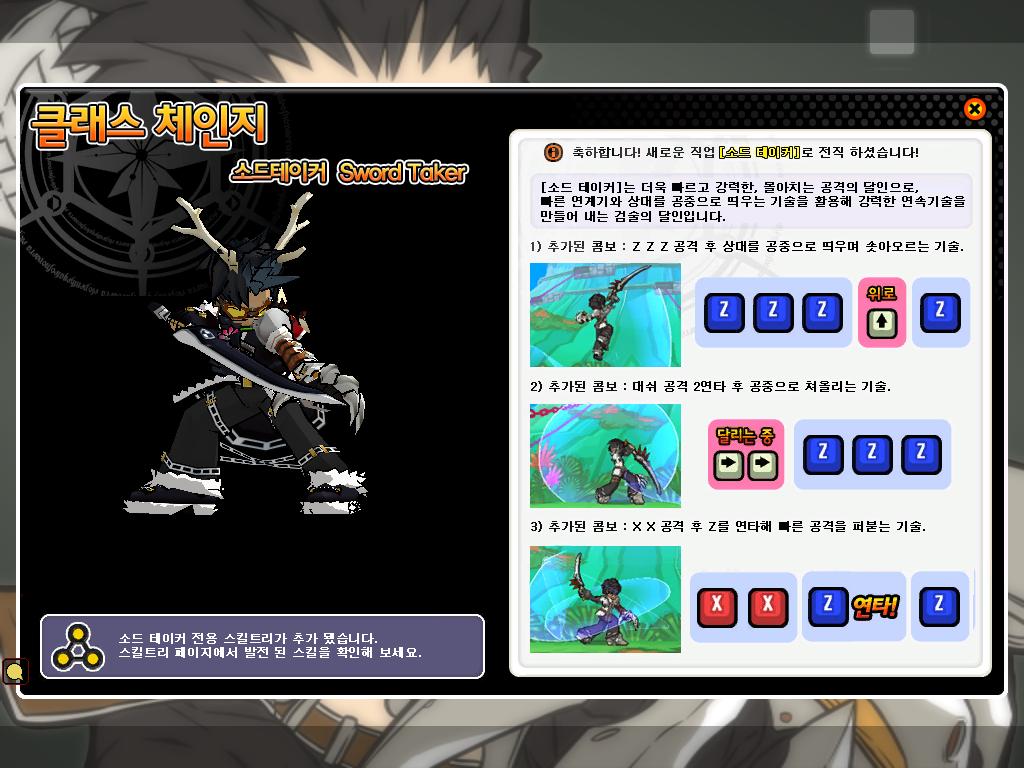 클래스 체인지
소드테이커 Sword Taker
축하합니다! 새로운 직업 [소드 테이커]로 전직 하셨습니다!
[소드 테이커]는 더욱 빠르고 강력한, 몰아치는 공격의 달인으로,
빠른 연계기와 상대를 공중으로 띄우는 기술을 활용해 강력한 연속기술을
만들어 내는 검술의 달인입니다.
1) 추가된 콤보 : Z Z Z 공격 후 상대를 공중으로 띄우며 솟아오르는 기술.
Z Z Z 위로 Z
2) 추가된 콤보 : 대쉬 공격 2연타 후 공중으로 쳐올리는 기술.
달리는 중 Z Z Z
3) 추가된 콤보 : X X 공격 후 Z를 연타해 빠른 공격을 퍼붇는 기술.
X X Z 연타! Z
소드 테이커 전용 스킬트리가 추가 됐습니다.
스킬트리 페이지에서 발전 된 스킬을 확인해 보세요.